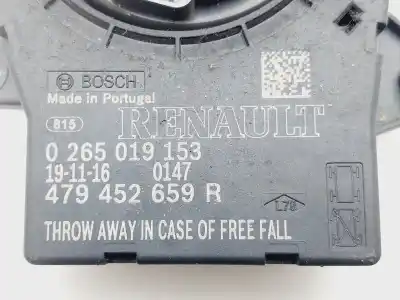 BOSCH
Made in Portugal
815
RENAULT
0 265 019 153
19-11-16 0147
479 452 659 R
L78
THROW AWAY IN CASE OF FREE FALL